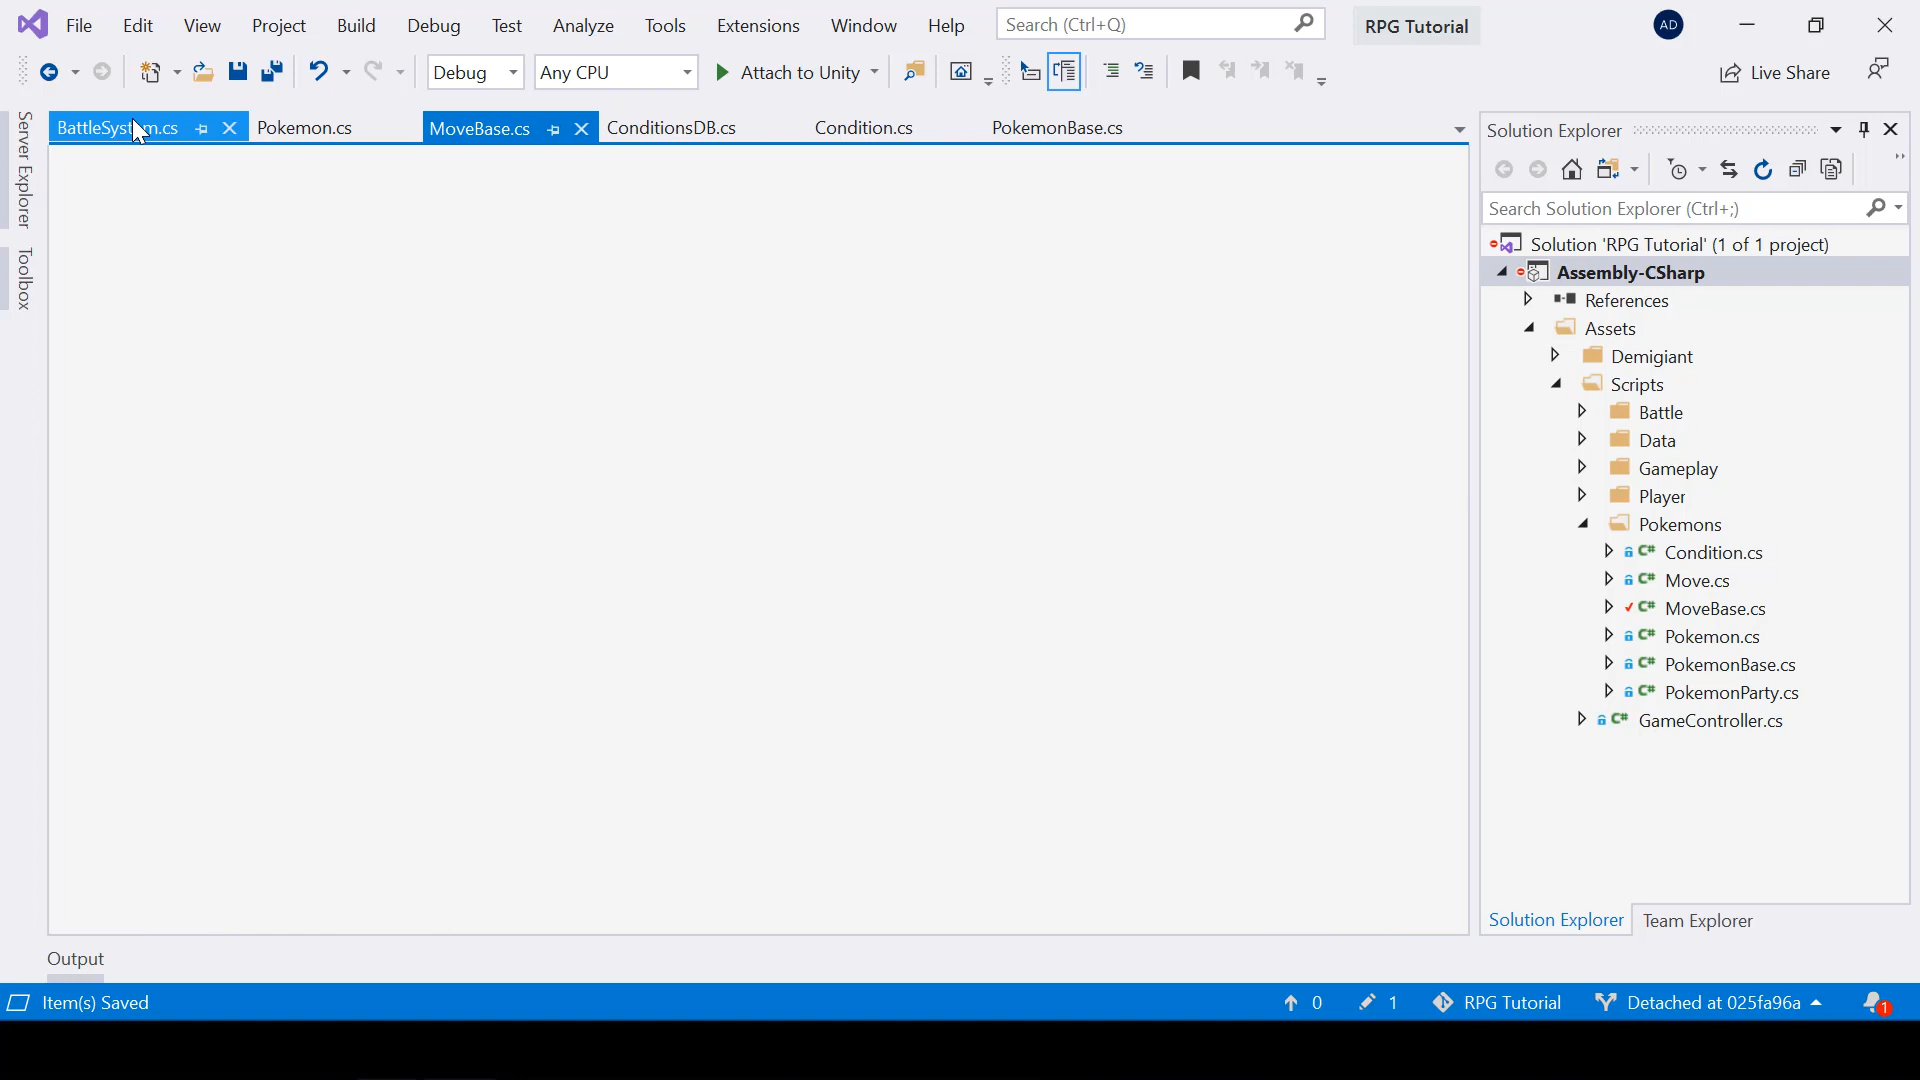 File Edit View Project Build Debug Test Analyze Tools Extensions Window Help Search (Ctrl+Q) RPG Tutorial AD
Debug Any CPU Attach to Unity Live Share
BattleSystem.cs Pokemon.cs MoveBase.cs ConditionsDB.cs Condition.cs PokemonBase.cs
Server Explorer
Toolbox
Solution Explorer
Search Solution Explorer (Ctrl+;)
Solution 'RPG Tutorial' (1 of 1 project)
Assembly-CSharp
References
Assets
Demigiant
Scripts
Battle
Data
Gameplay
Player
Pokemons
C# Condition.cs
C# Move.cs
C# MoveBase.cs
C# Pokemon.cs
C# PokemonBase.cs
C# PokemonParty.cs
C# GameController.cs
Solution Explorer Team Explorer
Output
Item(s) Saved 0 1 RPG Tutorial Detached at 025fa96a 1